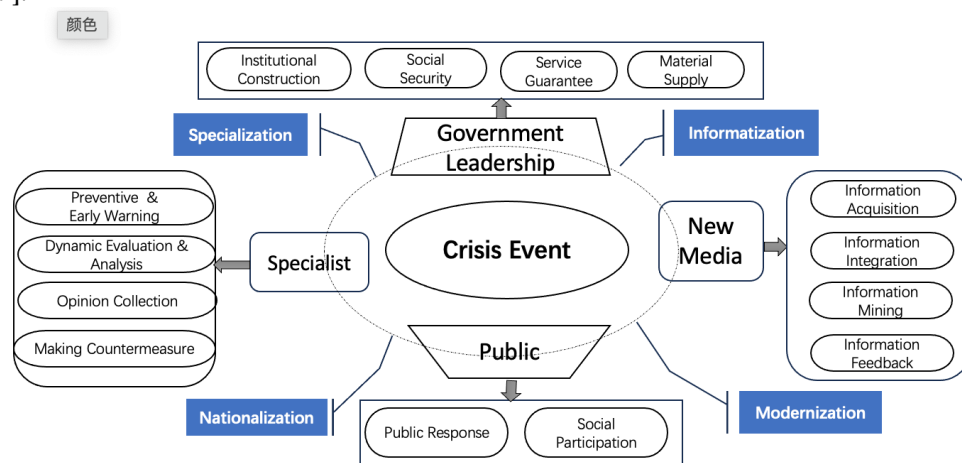 颜色
Institutional
Construction
Social
Security
Service
Guarantee
Material
Supply
Specialization
Government
Leadership
Informatization
Preventive &
Early Warning
Dynamic Evaluation &
Analysis
Opinion Collection
Making Countermeasure
Specialist
Crisis Event
New
Media
Information
Acquisition
Information
Integration
Information
Mining
Information
Feedback
Public
Nationalization
Modernization
Public Response
Social
Participation